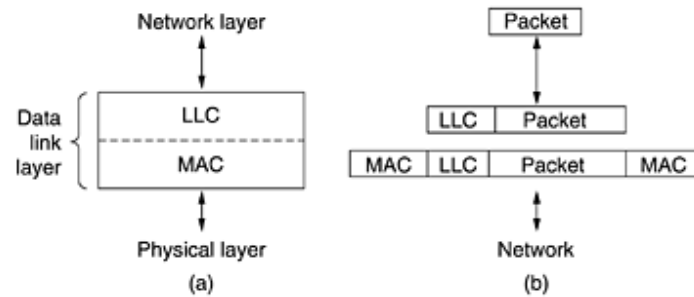 Network layer
Data
link
layer
LLC
MAC
Physical layer
(a)
Packet
LLC Packet
MAC LLC Packet MAC
Network
(b)